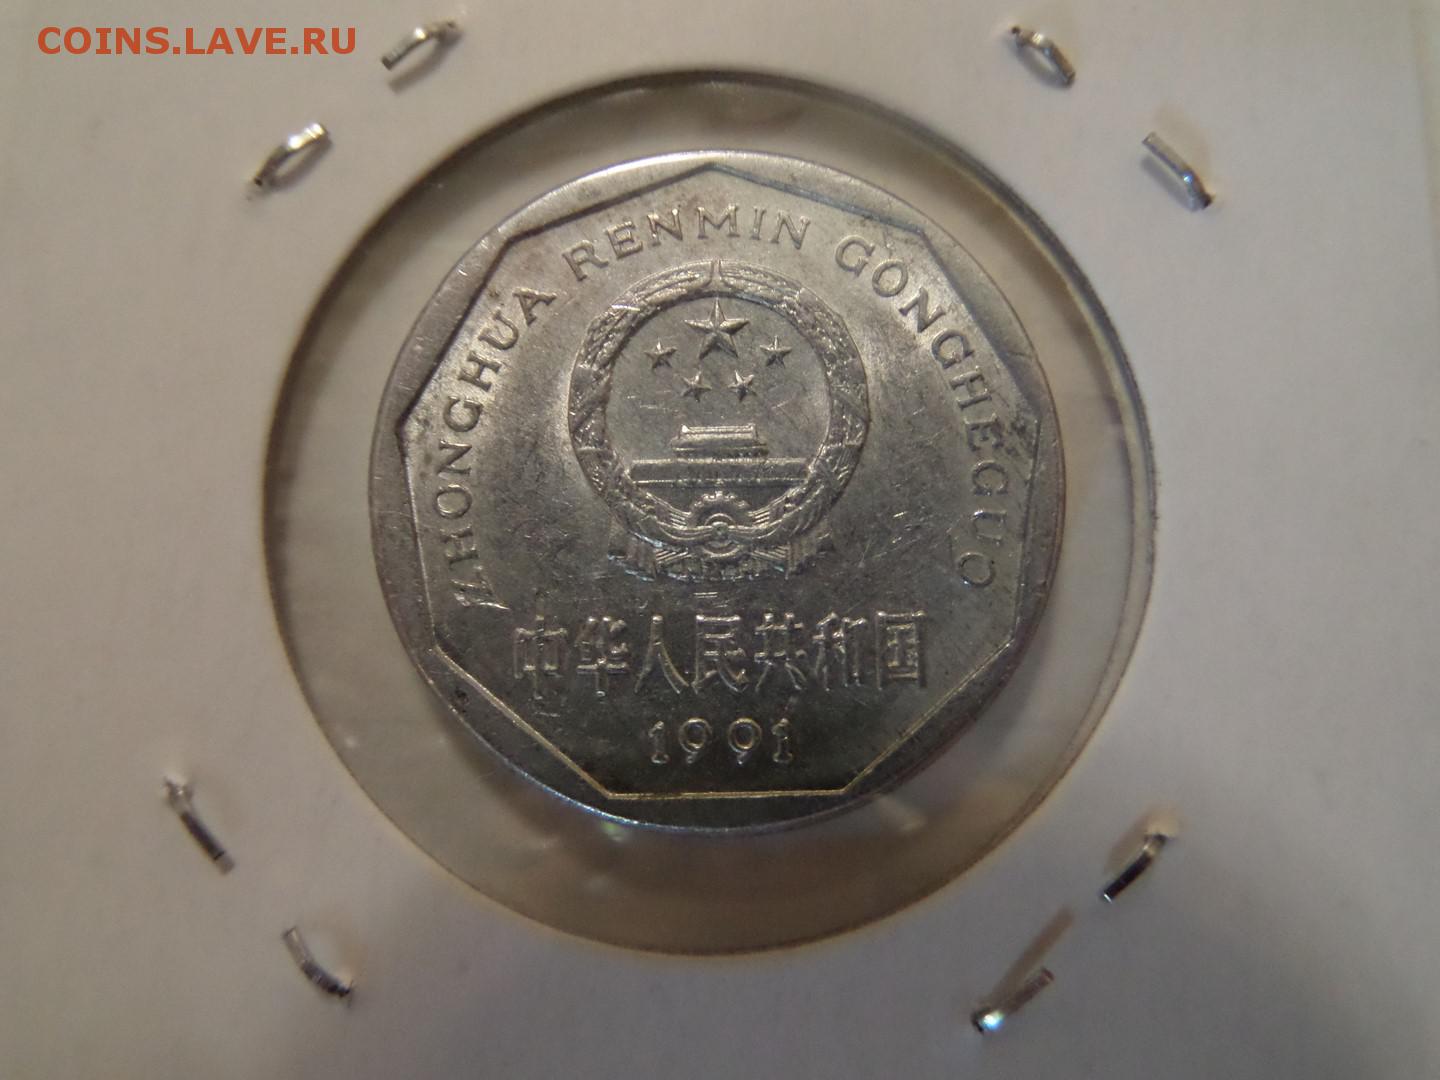 COINS.LAVE.RU
ZHONGHUA RENMIN GONGHEGUO
中华人民共和国
1991